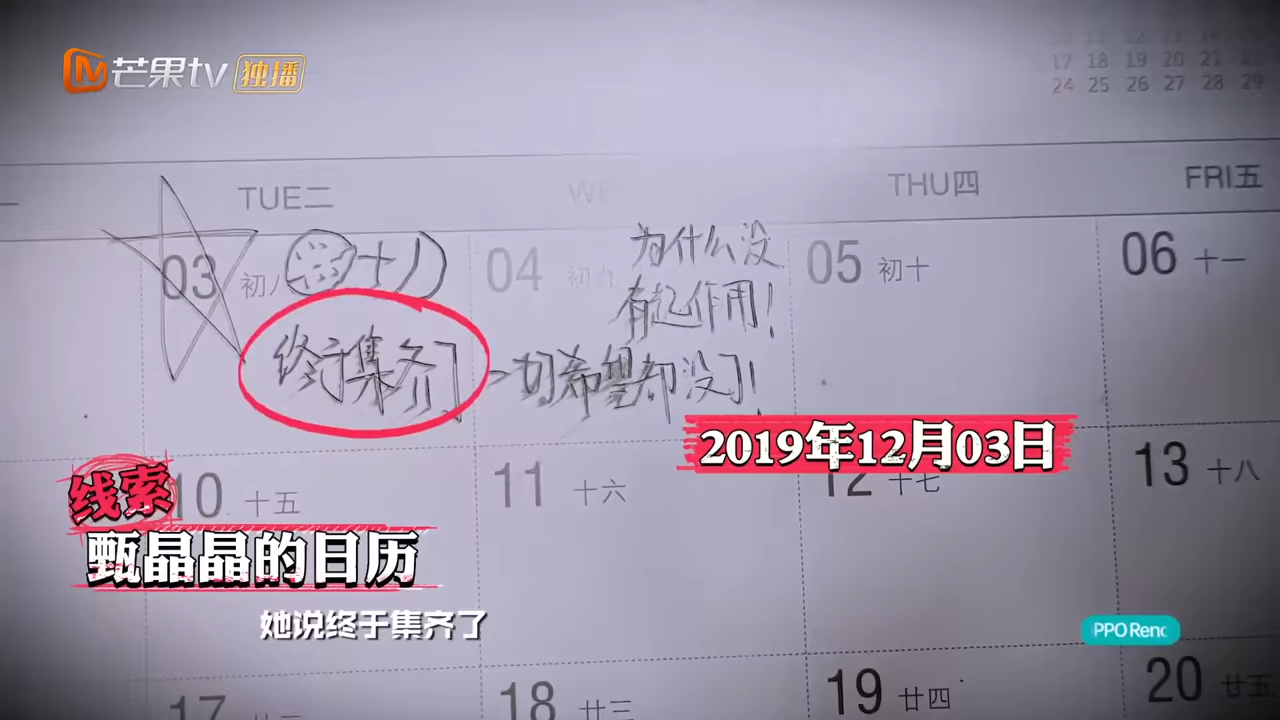 芒果TV 独播
17 18 19 20 21
24 25 26 27 28 29
TUE二
THU四
FRI五
03 初八
04 初九
05 初十
06 十一
为什么没
有起作用!
终于集齐了
一切希望都没了!
2019年12月03日
10 十五
11 十六
12 十七
13 十八
线索
甄晶晶的日历
她说终于集齐了
PPO Reno
17
18 廿三
19 廿四
20 廿五